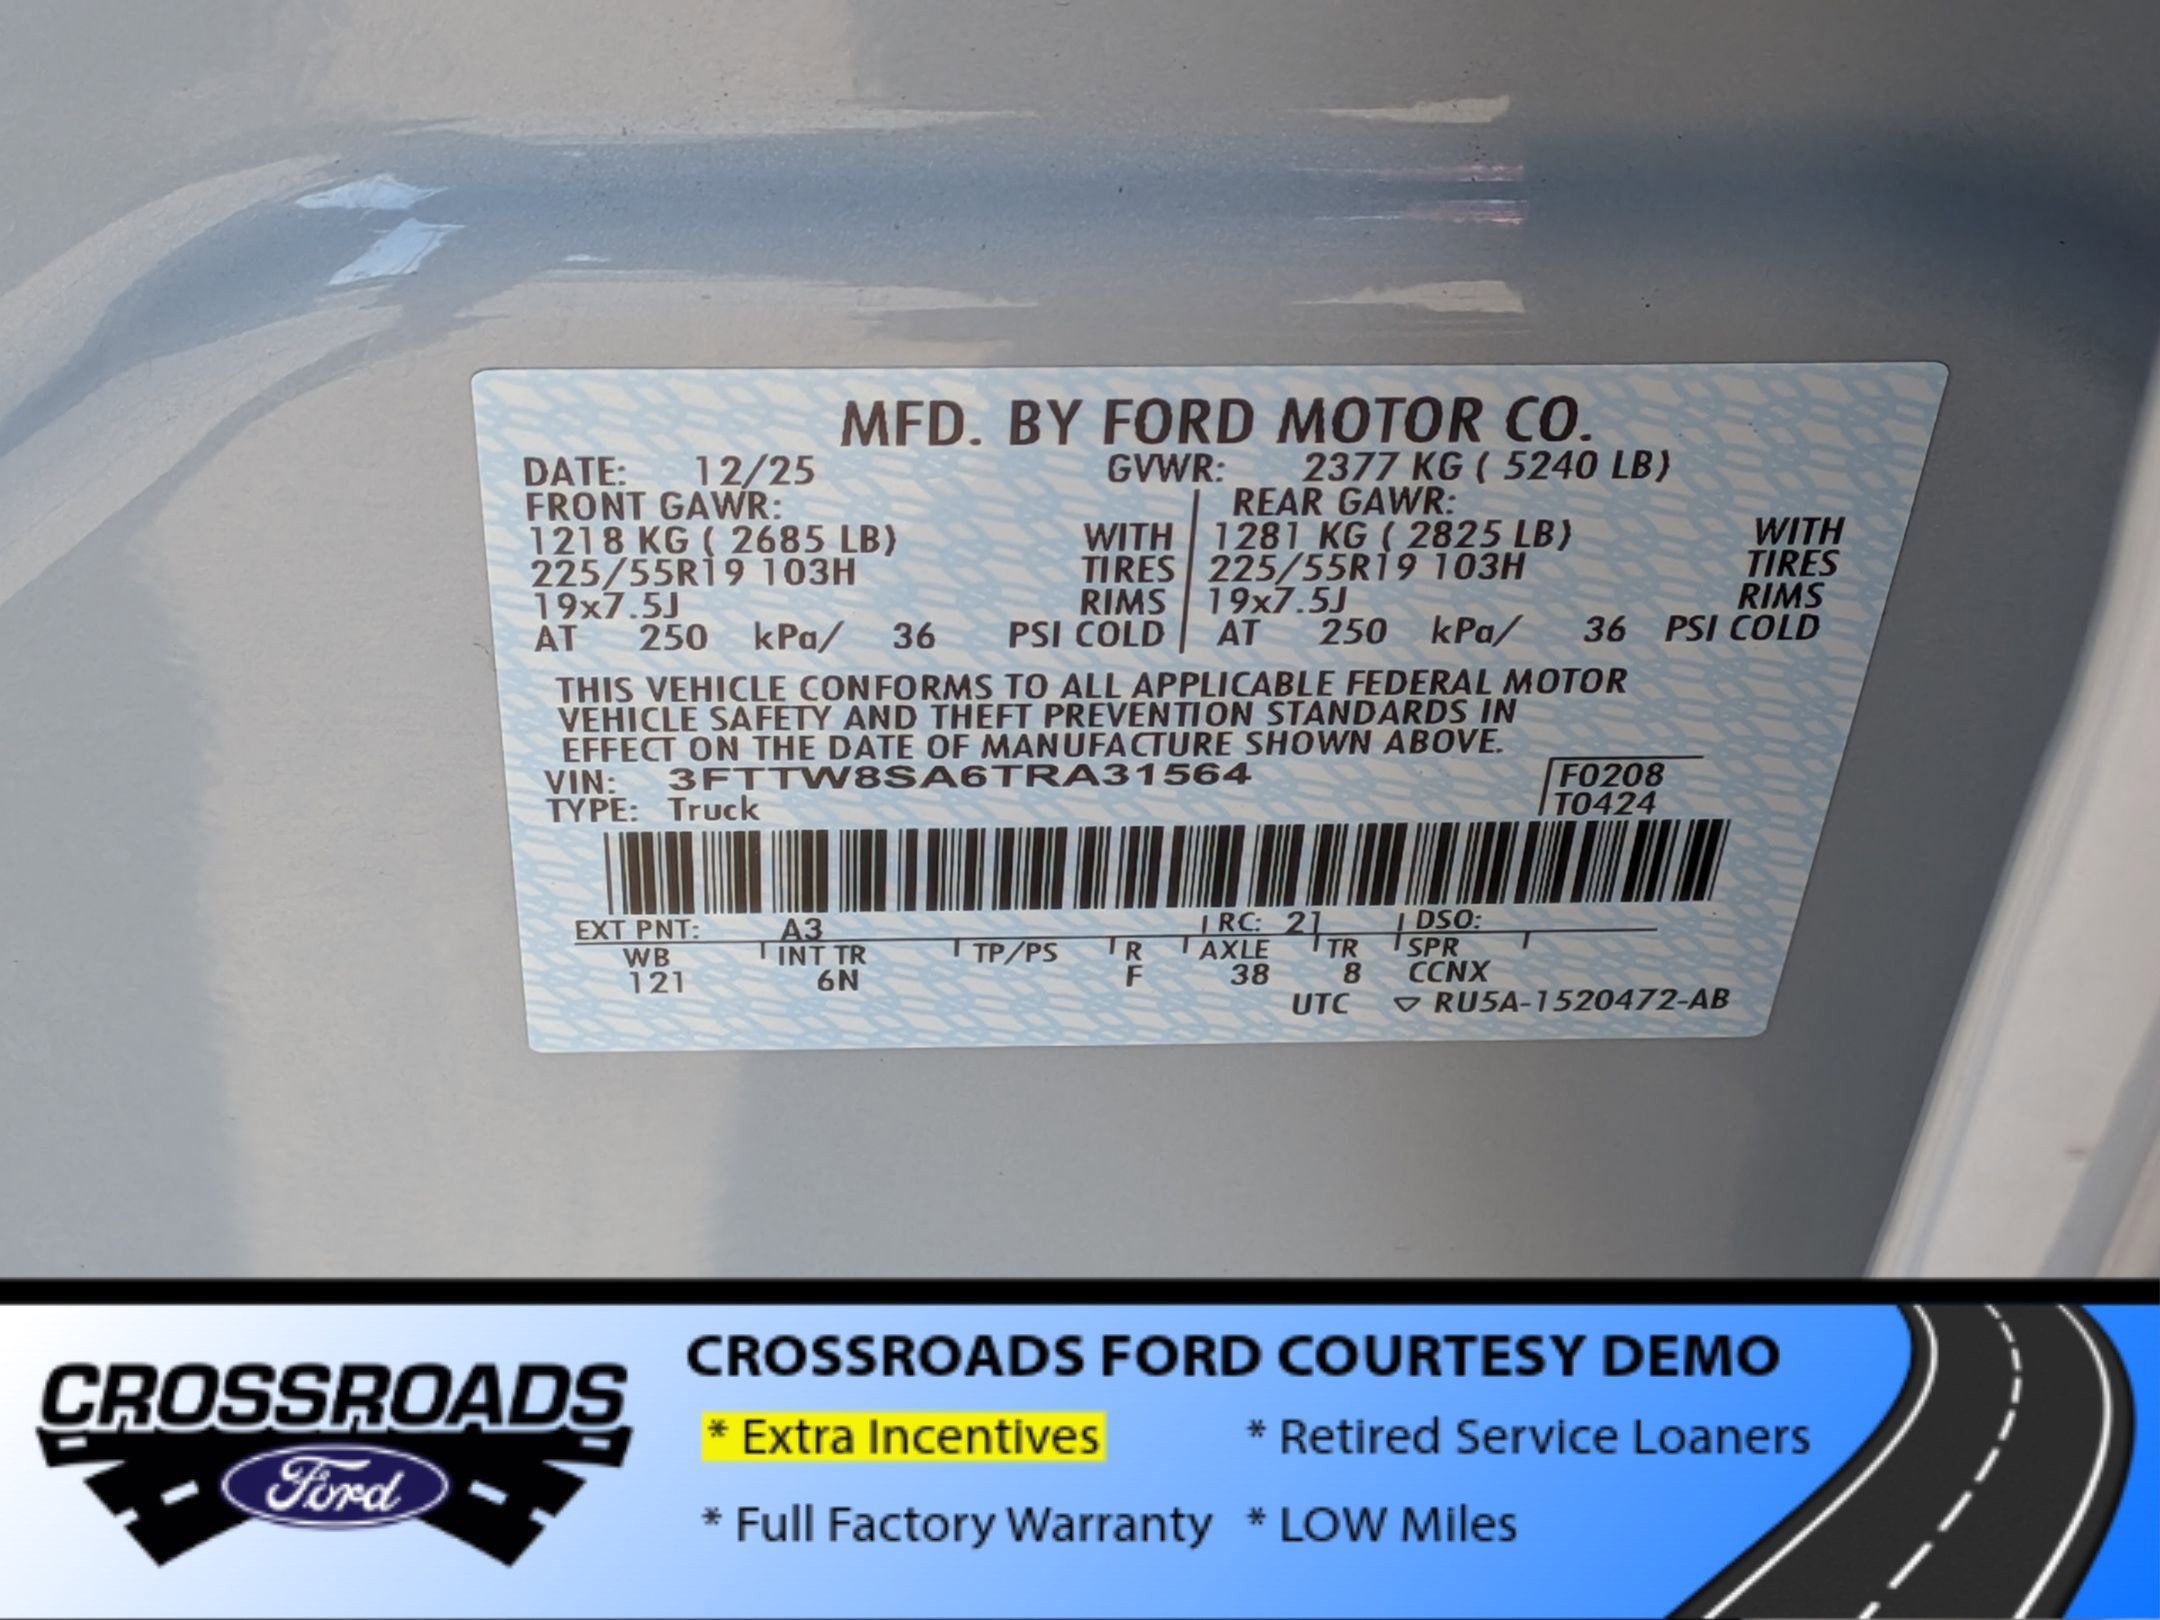 MFD. BY FORD MOTOR CO.
DATE: 12/25 GVWR: 2377 KG ( 5240 LB)
FRONT GAWR: REAR GAWR:
1218 KG ( 2685 LB) WITH 1281 KG ( 2825 LB) WITH
225/55R19 103H TIRES 225/55R19 103H TIRES
19x7.5J RIMS 19x7.5J RIMS
AT 250 kPa/ 36 PSI COLD AT 250 kPa/ 36 PSI COLD
THIS VEHICLE CONFORMS TO ALL APPLICABLE FEDERAL MOTOR
VEHICLE SAFETY AND THEFT PREVENTION STANDARDS IN
EFFECT ON THE DATE OF MANUFACTURE SHOWN ABOVE.
VIN: 3FTTW8SA6TRA31564 F0208
TYPE: Truck T0424
EXT PNT: A3 RC: 21 DSO:
WB INT TR TP/PS R AXLE TR SPR
121 6N F 38 8 CCNX
UTC ▽ RU5A-1520472-AB
CROSSROADS
Ford
CROSSROADS FORD COURTESY DEMO
* Extra Incentives * Retired Service Loaners
* Full Factory Warranty * LOW Miles